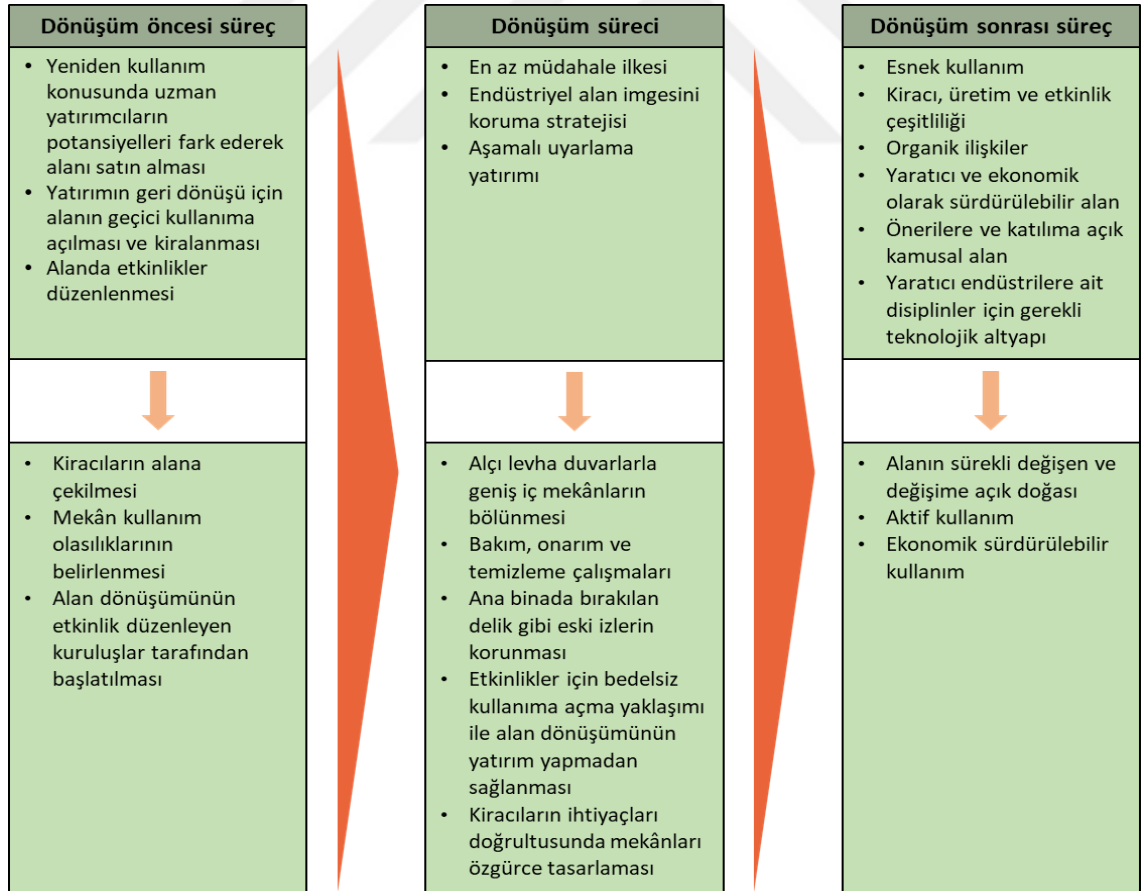 Dönüşüm öncesi süreç
• Yeniden kullanım
konusunda uzman
yatırımcıların
potansiyelleri fark ederek
alanı satın alması
• Yatırımın geri dönüşü için
alanın geçici kullanıma
açılması ve kiralanması
• Alanda etkinlikler
düzenlenmesi
• Kiracıların alana
çekilmesi
• Mekân kullanım
olasılıklarının
belirlenmesi
• Alan dönüşümünün
etkinlik düzenleyen
kuruluşlar tarafından
başlatılması
Dönüşüm süreci
• En az müdahale ilkesi
• Endüstriyel alan imgesini
koruma stratejisi
• Aşamalı uyarlama
yatırımı
• Alçı levha duvarlarla
geniş iç mekânların
bölünmesi
• Bakım, onarım ve
temizleme çalışmaları
• Ana binada bırakılan
delik gibi eski izlerin
korunması
• Etkinlikler için bedelsiz
kullanıma açma yaklaşımı
ile alan dönüşümünün
yatırım yapmadan
sağlanması
• Kiracıların ihtiyaçları
doğrultusunda mekânları
özgürce tasarlaması
Dönüşüm sonrası süreç
• Esnek kullanım
• Kiracı, üretim ve etkinlik
çeşitliliği
• Organik ilişkiler
• Yaratıcı ve ekonomik
olarak sürdürülebilir alan
• Önerilere ve katılıma açık
kamusal alan
• Yaratıcı endüstrilere ait
disiplinler için gerekli
teknolojik altyapı
• Alanın sürekli değişen ve
değişime açık doğası
• Aktif kullanım
• Ekonomik sürdürülebilir
kullanım